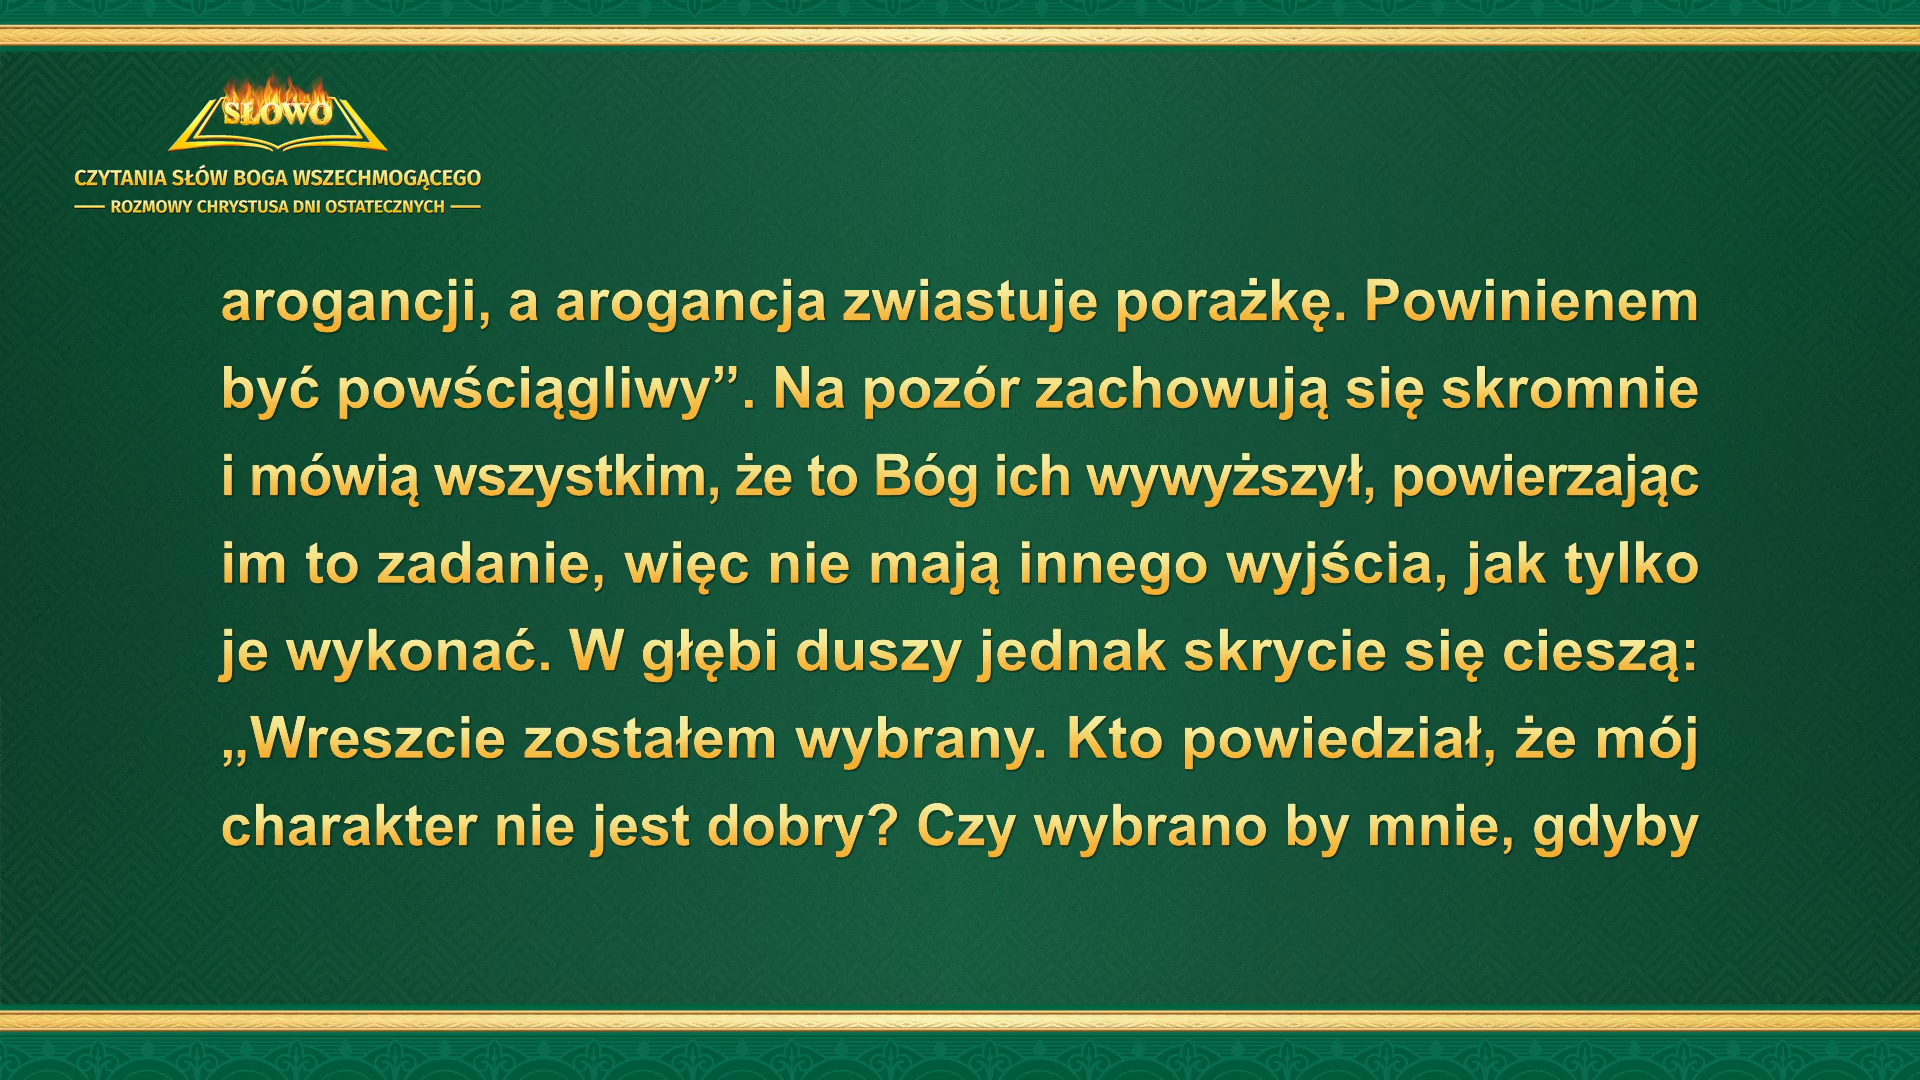 SŁOWO
CZYTANIA SŁÓW BOGA WSZECHMOGĄCEGO
ROZMOWY CHRYSTUSA DNI OSTATECZNYCH
arogancji, a arogancja zwiastuje porażkę. Powinienem
być powściągliwy”. Na pozór zachowują się skromnie
i mówią wszystkim, że to Bóg ich wywyższył, powierzając
im to zadanie, więc nie mają innego wyjścia, jak tylko
je wykonać. W głębi duszy jednak skrycie się cieszą:
„Wreszcie zostałem wybrany. Kto powiedział, że mój
charakter nie jest dobry? Czy wybrano by mnie, gdyby